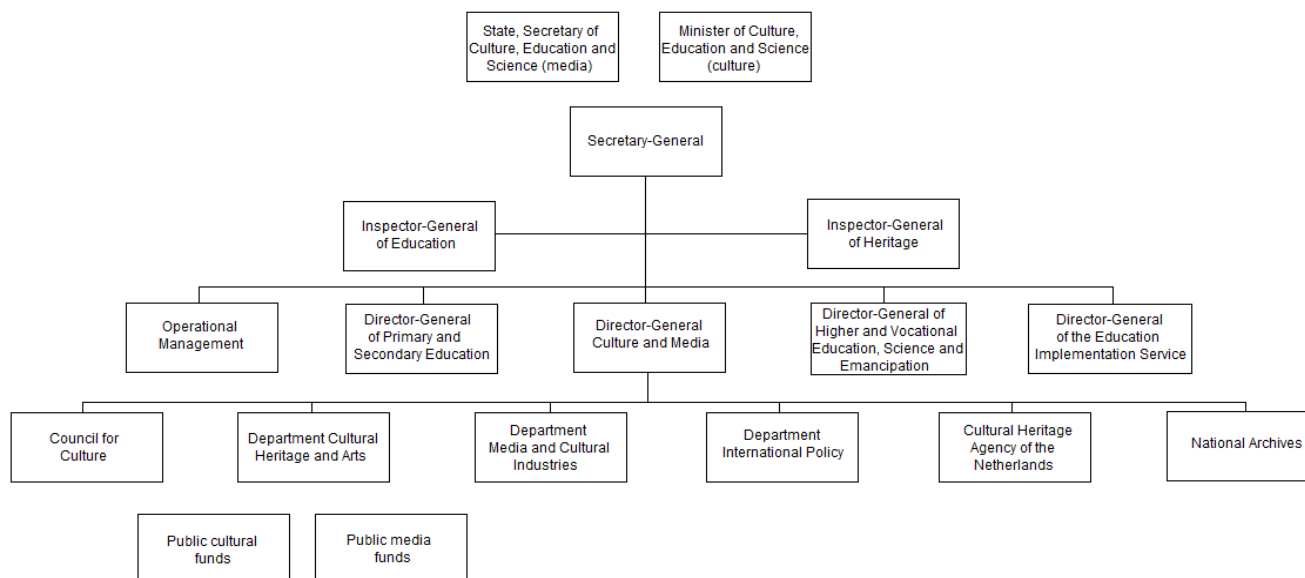 State, Secretary of
Culture, Education and
Science (media)
Minister of Culture,
Education and Science
(culture)
Secretary-General
Inspector-General
of Education
Inspector-General
of Heritage
Operational
Management
Director-General
of Primary and
Secondary Education
Director-General
Culture and Media
Director-General of
Higher and Vocational
Education, Science and
Emancipation
Director-General
of the Education
Implementation Service
Council for
Culture
Department Cultural
Heritage and Arts
Department
Media and Cultural
Industries
Department
International Policy
Cultural Heritage
Agency of the
Netherlands
National Archives
Public cultural
funds
Public media
funds